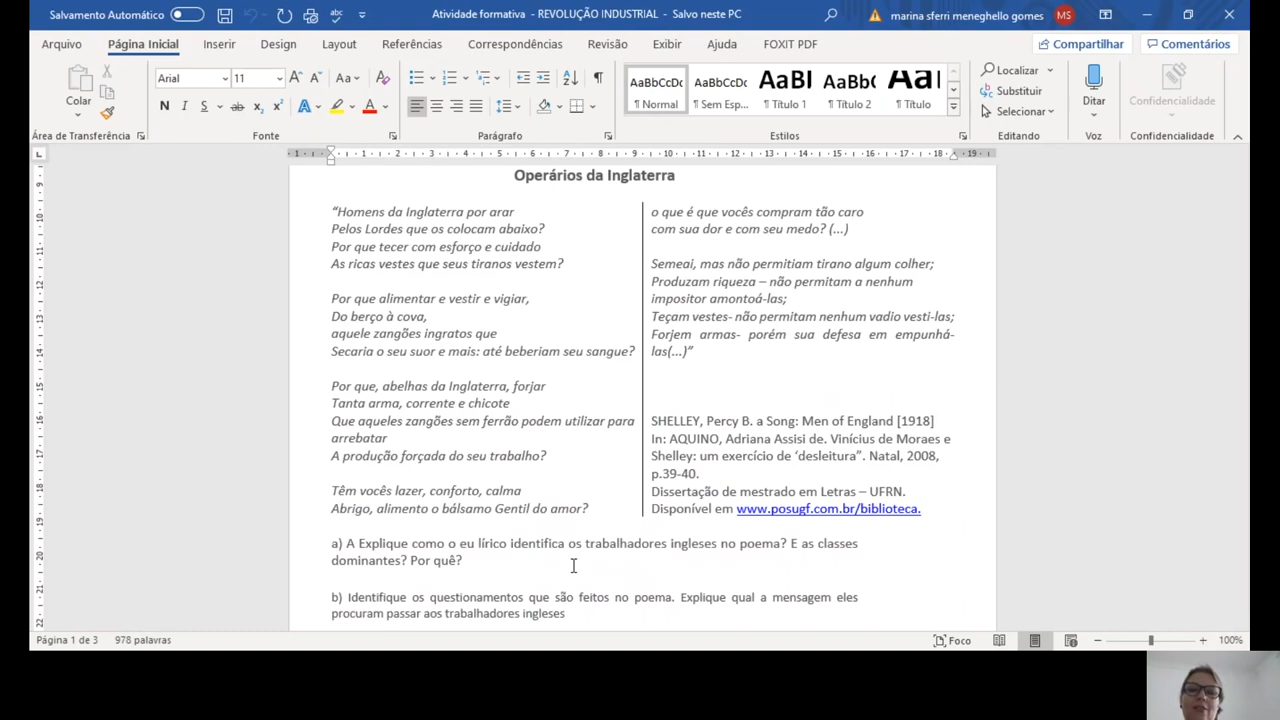 Salvamento Automático
Atividade formativa - REVOLUÇÃO INDUSTRIAL - Salvo neste PC
marina sferri meneghello gomes MS
Arquivo Página Inicial Inserir Design Layout Referências Correspondências Revisão Exibir Ajuda FOXIT PDF Compartilhar Comentários
Colar
Arial 11
AaBbCcDc AaBbCcDc AaBl AaBb( AaB
¶ Normal ¶ Sem Esp... ¶ Título 1 ¶ Título 2 ¶ Título
Localizar
Substituir
Selecionar
Ditar
Confidencialidade
Área de Transferência Fonte Parágrafo Estilos Editando Voz Confidencialidade
Operários da Inglaterra
“Homens da Inglaterra por arar
Pelos Lordes que os colocam abaixo?
Por que tecer com esforço e cuidado
As ricas vestes que seus tiranos vestem?
Por que alimentar e vestir e vigiar,
Do berço à cova,
aquele zangões ingratos que
Secaria o seu suor e mais: até beberiam seu sangue?
Por que, abelhas da Inglaterra, forjar
Tanta arma, corrente e chicote
Que aqueles zangões sem ferrão podem utilizar para
arrebatar
A produção forçada do seu trabalho?
Têm vocês lazer, conforto, calma
Abrigo, alimento o bálsamo Gentil do amor?
o que é que vocês compram tão caro
com sua dor e com seu medo? (...)
Semeai, mas não permitiam tirano algum colher;
Produzam riqueza – não permitam a nenhum
impositor amontoá-las;
Teçam vestes- não permitam nenhum vadio vesti-las;
Forjem armas- porém sua defesa em empunhá-
las(...)”
SHELLEY, Percy B. a Song: Men of England [1918]
In: AQUINO, Adriana Assisi de. Vinícius de Moraes e
Shelley: um exercício de ‘desleitura”. Natal, 2008,
p.39-40.
Dissertação de mestrado em Letras – UFRN.
Disponível em www.posugf.com.br/biblioteca.
a) A Explique como o eu lírico identifica os trabalhadores ingleses no poema? E as classes
dominantes? Por quê?
b) Identifique os questionamentos que são feitos no poema. Explique qual a mensagem eles
procuram passar aos trabalhadores ingleses
Página 1 de 3 978 palavras Foco 100%